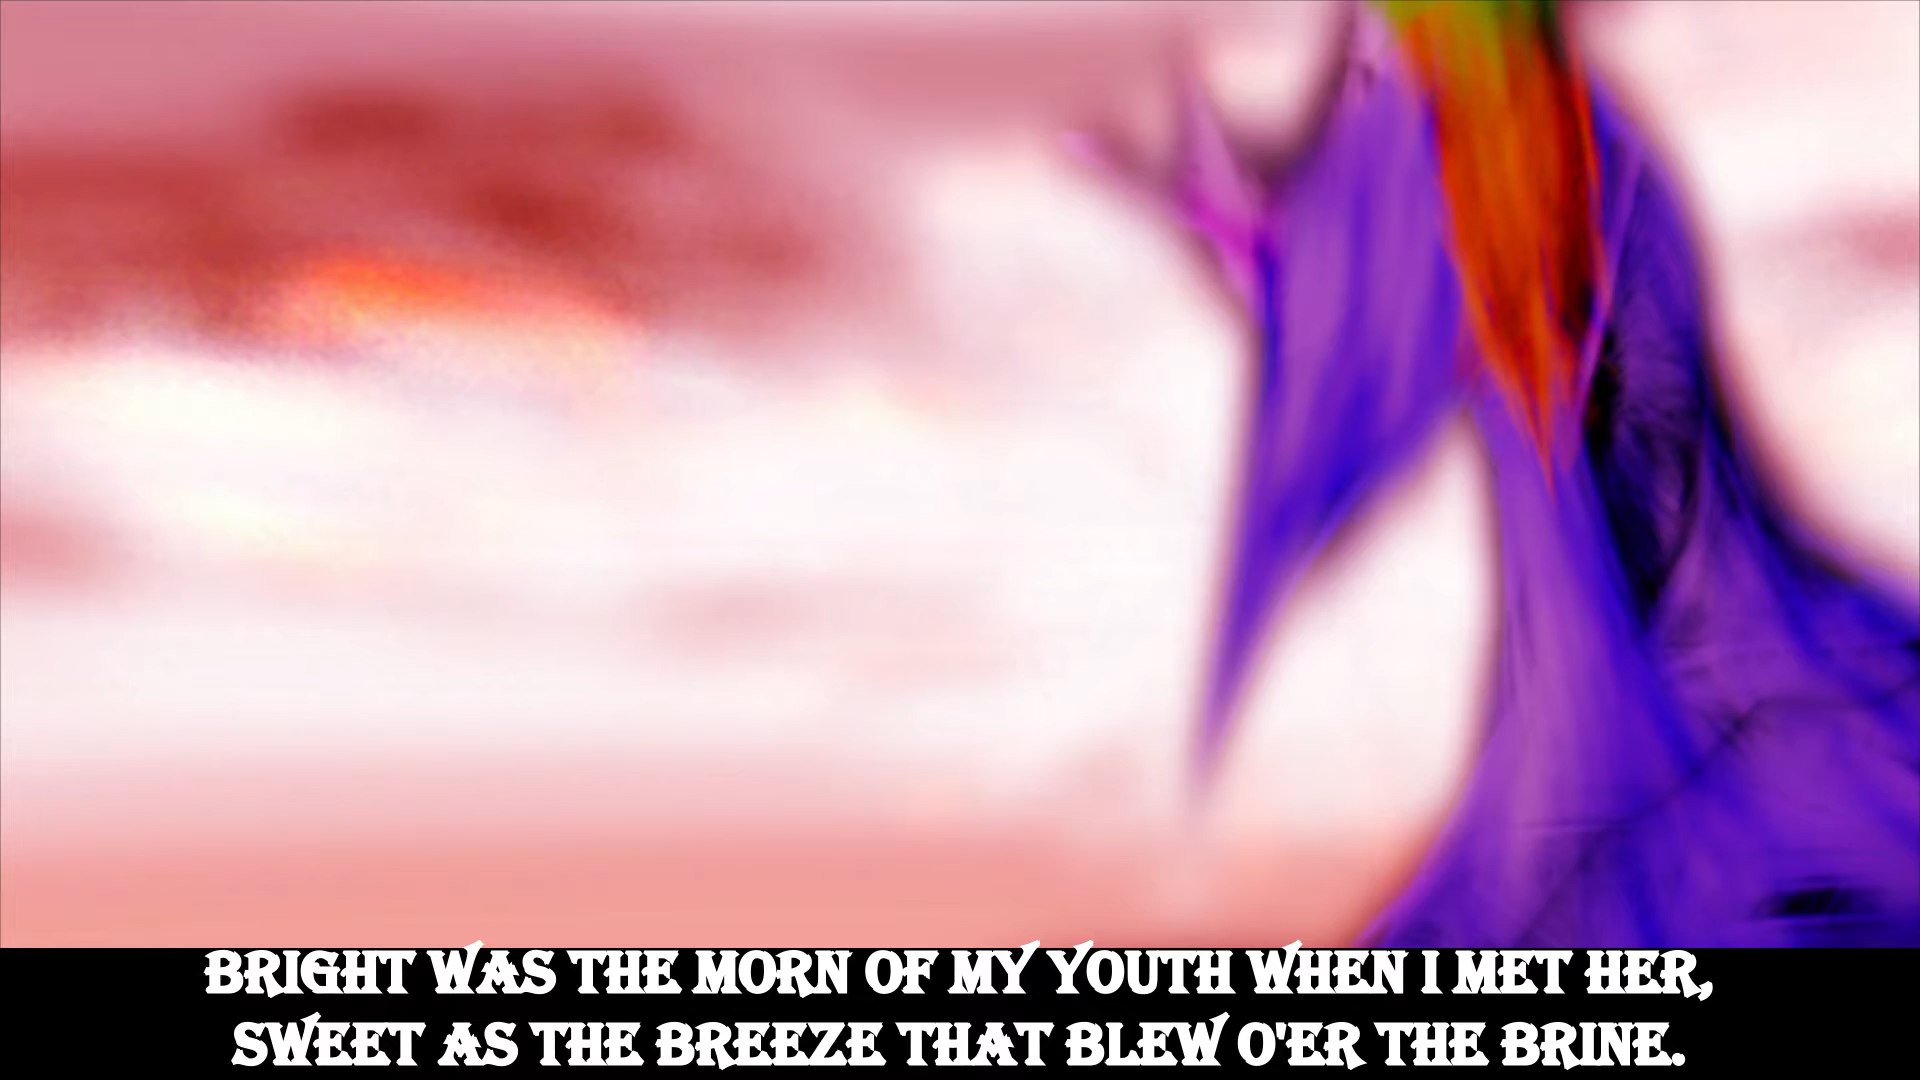 BRIGHT WAS THE MORN OF MY YOUTH WHEN I MET HER,
SWEET AS THE BREEZE THAT BLEW O'ER THE BRINE.